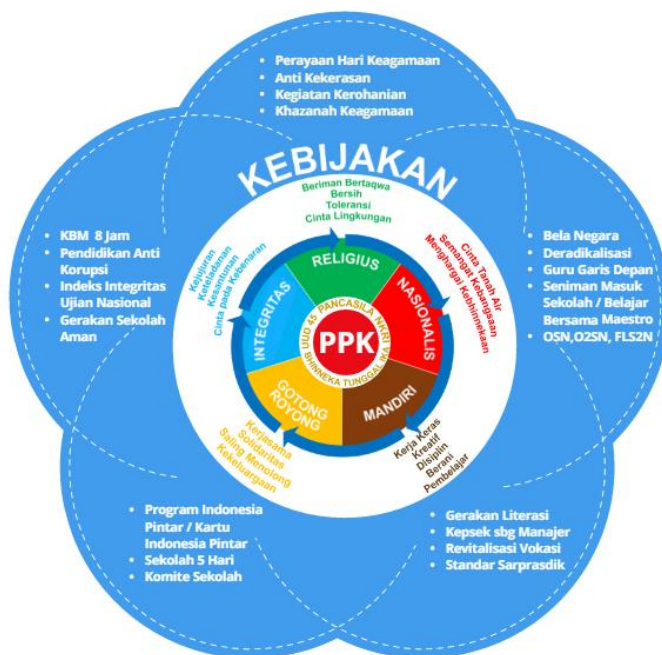 • Perayaan Hari Keagamaan
• Anti Kekerasan
• Kegiatan Kerohanian
• Khazanah Keagamaan
KEBIJAKAN
Beriman Bertaqwa
Bersih
Toleransi
Cinta Lingkungan
• KBM 8 Jam
• Pendidikan Anti
Korupsi
• Indeks Integritas
Ujian Nasional
• Gerakan Sekolah
Aman
Kejujuran
Keteladanan
Kesantunan
Cinta pada Kebenaran
RELIGIUS
INTEGRITAS
NASIONALIS
Cinta Tanah Air
Semangat Kebangsaan
Menghargai Kebhinnekaan
• Bela Negara
• Deradikalisasi
• Guru Garis Depan
• Seniman Masuk
Sekolah / Belajar
Bersama Maestro
• OSN,O2SN, FLS2N
UUD 45 PANCASILA NKRI
PPK
BHINNEKA TUNGGAL IKA
GOTONG
ROYONG
MANDIRI
Kerjasama
Solidaritas
Saling Menolong
Kekeluargaan
Kerja Keras
Kreatif
Disiplin
Berani
Pembelajar
• Program Indonesia
Pintar / Kartu
Indonesia Pintar
• Sekolah 5 Hari
• Komite Sekolah
• Gerakan Literasi
• Kepsek sbg Manajer
• Revitalisasi Vokasi
• Standar Sarprasdik